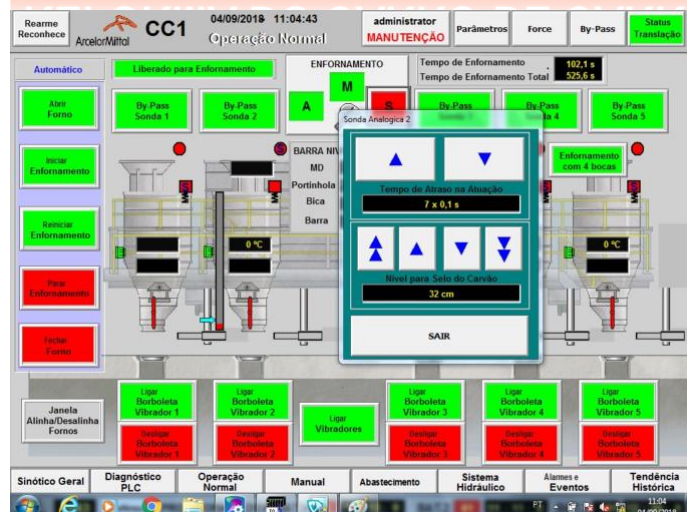 Rearme
Reconhece
ArcelorMittal
CC1
04/09/2018 11:04:43
Operação Normal
administrator
MANUTENÇÃO
Parâmetros
Force
By-Pass
Status
Translação
Automático
Liberado para Enfornamento
ENFORNAMENTO
Tempo de Enfornamento
102,1 s
Tempo de Enfornamento Total
525,6 s
M
A
S
Abrir
Forno
By-Pass
Sonda 1
By-Pass
Sonda 2
By-Pass
By-Pass
By-Pass
Sonda 5
Sonda Analogica 2
Iniciar
Enfornamento
BARRA NIV
MD
Portinhola
Bica
Barra
Enfornamento
com 4 bocas
Tempo de Atraso na Atuação
7 x 0,1 s
Reiniciar
Enfornamento
0 ºC
0 ºC
Parar
Enfornamento
Nível para Selo do Carvão
32 cm
Fechar
Forno
SAIR
Janela
Alinha/Desalinha
Fornos
Ligar
Borboleta
Vibrador 1
Ligar
Borboleta
Vibrador 2
Ligar
Vibradores
Ligar
Borboleta
Vibrador 3
Ligar
Borboleta
Vibrador 4
Ligar
Borboleta
Vibrador 5
Desligar
Borboleta
Vibrador 1
Desligar
Borboleta
Vibrador 2
Desligar
Borboleta
Vibrador 3
Desligar
Borboleta
Vibrador 4
Desligar
Borboleta
Vibrador 5
Sinótico Geral
Diagnóstico
PLC
Operação
Normal
Manual
Abastecimento
Sistema
Hidráulico
Alarmes e
Eventos
Tendência
Histórica
PT
11:04
04/09/2018